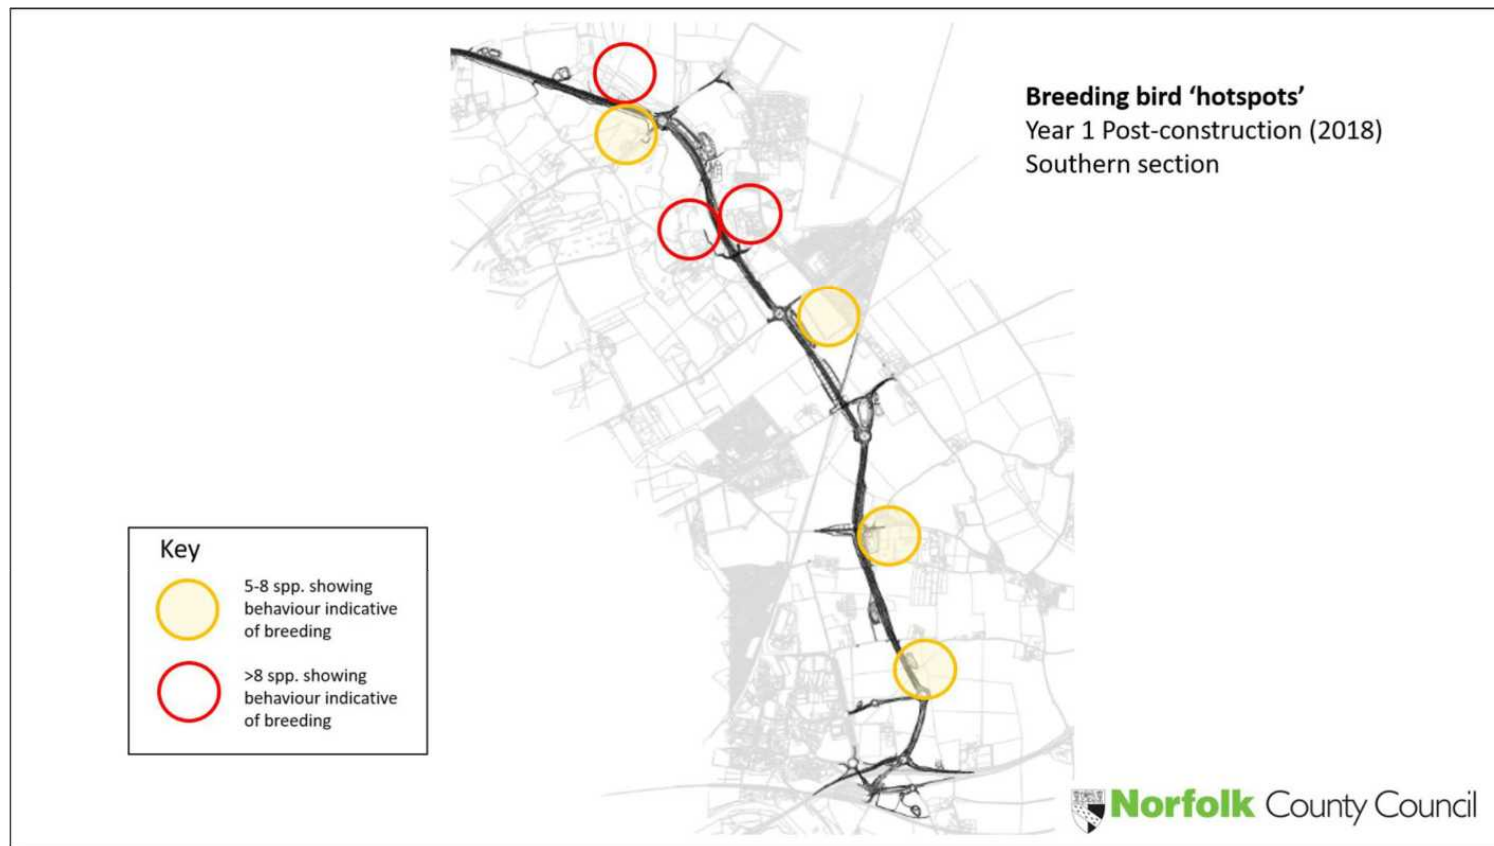 Breeding bird ‘hotspots’
Year 1 Post-construction (2018)
Southern section
Key
5-8 spp. showing
behaviour indicative
of breeding
>8 spp. showing
behaviour indicative
of breeding
Norfolk County Council